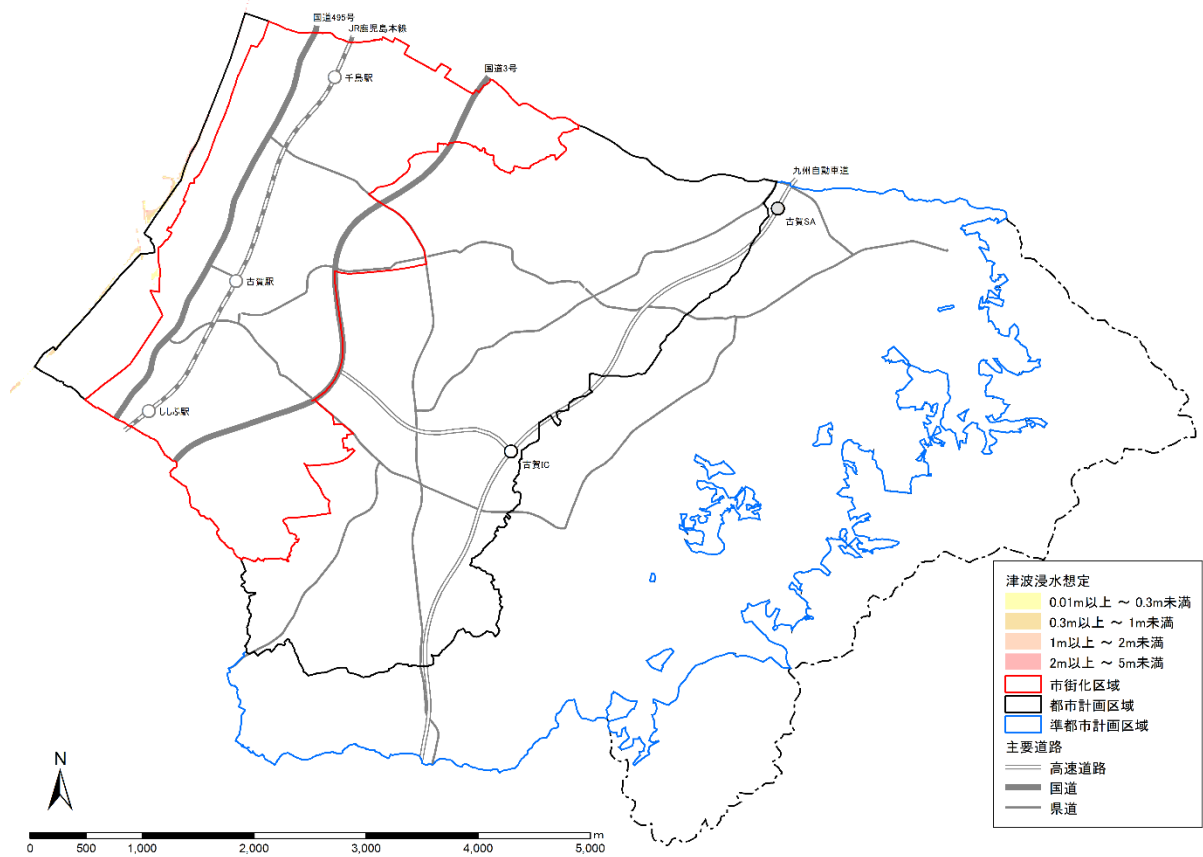 国道495号
JR鹿児島本線
千鳥駅
国道3号
九州自動車道
古賀SA
古賀駅
ししぶ駅
古賀IC
津波浸水想定
0.01m以上 ～ 0.3m未満
0.3m以上 ～ 1m未満
1m以上 ～ 2m未満
2m以上 ～ 5m未満
市街化区域
都市計画区域
準都市計画区域
主要道路
高速道路
国道
県道
N
0 500 1,000 2,000 3,000 4,000 5,000 m